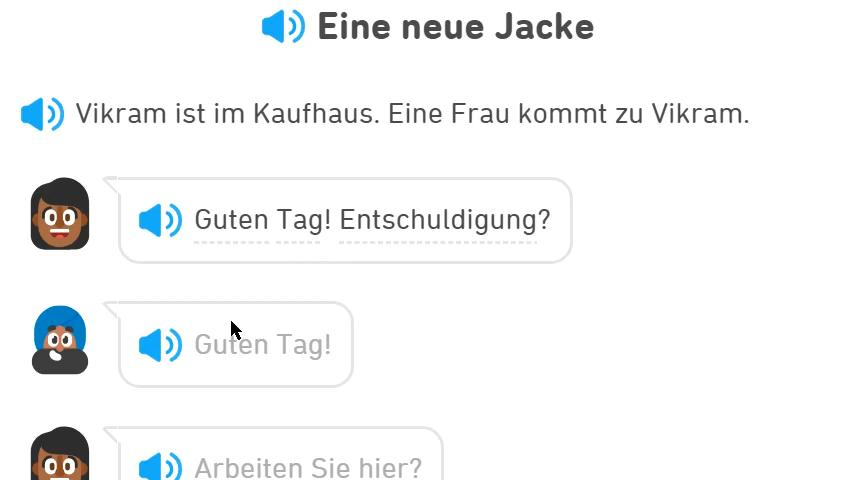 Eine neue Jacke
Vikram ist im Kaufhaus. Eine Frau kommt zu Vikram.
Guten Tag! Entschuldigung?
Guten Tag!
Arbeiten Sie hier?